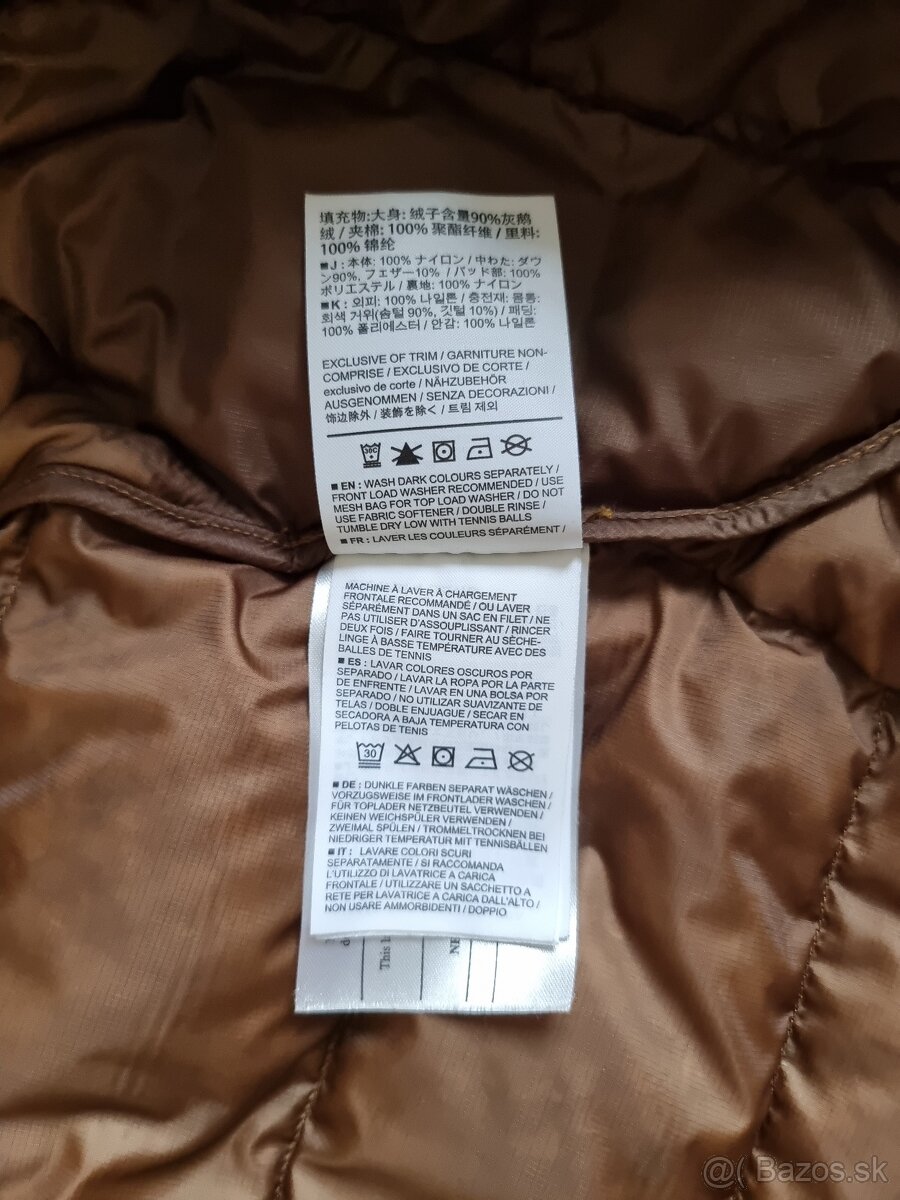 填充物:大身: 绒子含量90%灰鹅
绒 / 夹棉: 100% 聚酯纤维 / 里料:
100% 锦纶
■ J : 本体: 100% ナイロン / 中わた: ダウ
ン90%, フェザー10% / パッド部: 100%
ポリエステル / 裏地: 100% ナイロン
■ K : 외피: 100% 나일론 / 충전재: 몸통:
회색 거위(솜털 90%, 깃털 10%) / 패딩:
100% 폴리에스터 / 안감: 100% 나일론
EXCLUSIVE OF TRIM / GARNITURE NON-
COMPRISE / EXCLUSIVO DE CORTE /
exclusivo de corte / NÄHZUBEHÖR
AUSGENOMMEN / SENZA DECORAZIONI /
饰边除外 / 装飾を除く / 트림 제외
30C
■ EN : WASH DARK COLOURS SEPARATELY /
FRONT LOAD WASHER RECOMMENDED / USE
MESH BAG FOR TOP LOAD WASHER / DO NOT
USE FABRIC SOFTENER / DOUBLE RINSE /
TUMBLE DRY LOW WITH TENNIS BALLS
■ FR : LAVER LES COULEURS SÉPARÉMENT /
MACHINE À LAVER À CHARGEMENT
FRONTALE RECOMMANDÉ / OU LAVER
SÉPARÉMENT DANS UN SAC EN FILET / NE
PAS UTILISER D'ASSOUPLISSANT / RINCER
DEUX FOIS / FAIRE TOURNER AU SÈCHE-
LINGE À BASSE TEMPÉRATURE AVEC DES
BALLES DE TENNIS
■ ES : LAVAR COLORES OSCUROS POR
SEPARADO / LAVAR LA ROPA POR LA PARTE
DE ENFRENTE / LAVAR EN UNA BOLSA POR
SEPARADO / NO UTILIZAR SUAVIZANTE DE
TELAS / DOBLE ENJUAGUE / SECAR EN
SECADORA A BAJA TEMPERATURA CON
PELOTAS DE TENIS
30
■ DE : DUNKLE FARBEN SEPARAT WÄSCHEN /
VORZUGSWEISE IM FRONTLADER WASCHEN /
FÜR TOPLADER NETZBEUTEL VERWENDEN /
KEINEN WEICHSPÜLER VERWENDEN /
ZWEIMAL SPÜLEN / TROMMELTROCKNEN BEI
NIEDRIGER TEMPERATUR MIT TENNISBÄLLEN
■ IT : LAVARE COLORI SCURI
SEPARATAMENTE / SI RACCOMANDA
L'UTILIZZO DI LAVATRICE A CARICA
FRONTALE / UTILIZZARE UN SACCHETTO A
RETE PER LAVATRICE A CARICA DALL'ALTO /
NON USARE AMMORBIDENTI / DOPPIO
This
NE
@( Bazos.sk